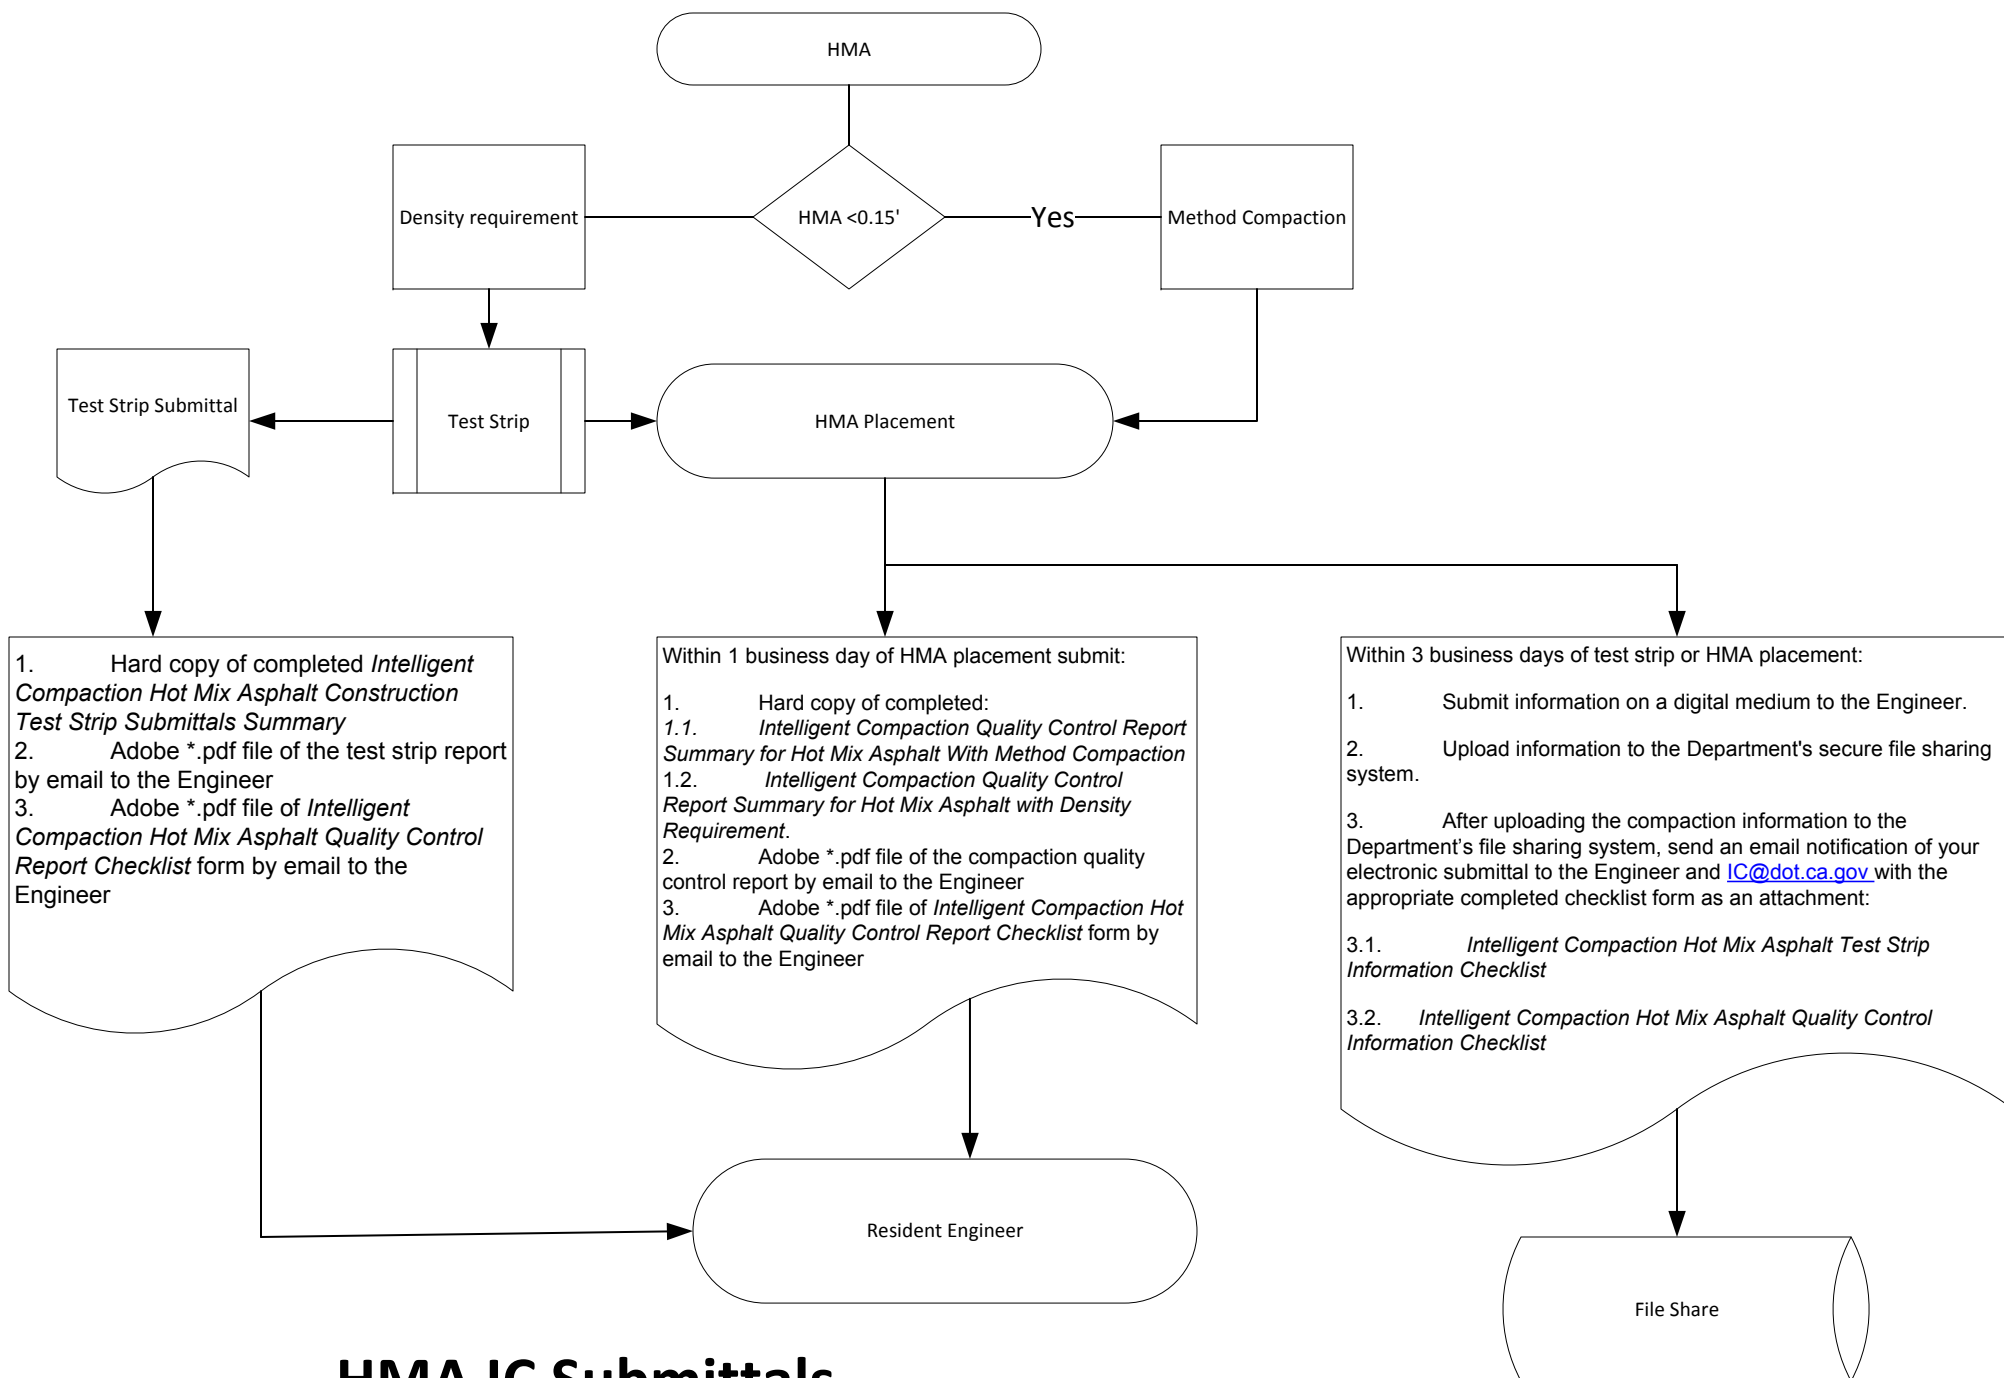 HMA
Density requirement
HMA <0.15'
Yes
Method Compaction
Test Strip Submittal
Test Strip
HMA Placement
1. Hard copy of completed Intelligent
Compaction Hot Mix Asphalt Construction
Test Strip Submittals Summary
2. Adobe *.pdf file of the test strip report
by email to the Engineer
3. Adobe *.pdf file of Intelligent
Compaction Hot Mix Asphalt Quality Control
Report Checklist form by email to the
Engineer
Within 1 business day of HMA placement submit:
1. Hard copy of completed:
1.1. Intelligent Compaction Quality Control Report
Summary for Hot Mix Asphalt With Method Compaction
1.2. Intelligent Compaction Quality Control
Report Summary for Hot Mix Asphalt with Density
Requirement.
2. Adobe *.pdf file of the compaction quality
control report by email to the Engineer
3. Adobe *.pdf file of Intelligent Compaction Hot
Mix Asphalt Quality Control Report Checklist form by
email to the Engineer
Within 3 business days of test strip or HMA placement:
1. Submit information on a digital medium to the Engineer.
2. Upload information to the Department's secure file sharing
system.
3. After uploading the compaction information to the
Department’s file sharing system, send an email notification of your
electronic submittal to the Engineer and IC@dot.ca.gov with the
appropriate completed checklist form as an attachment:
3.1. Intelligent Compaction Hot Mix Asphalt Test Strip
Information Checklist
3.2. Intelligent Compaction Hot Mix Asphalt Quality Control
Information Checklist
Resident Engineer
File Share
HMA IC Submittals